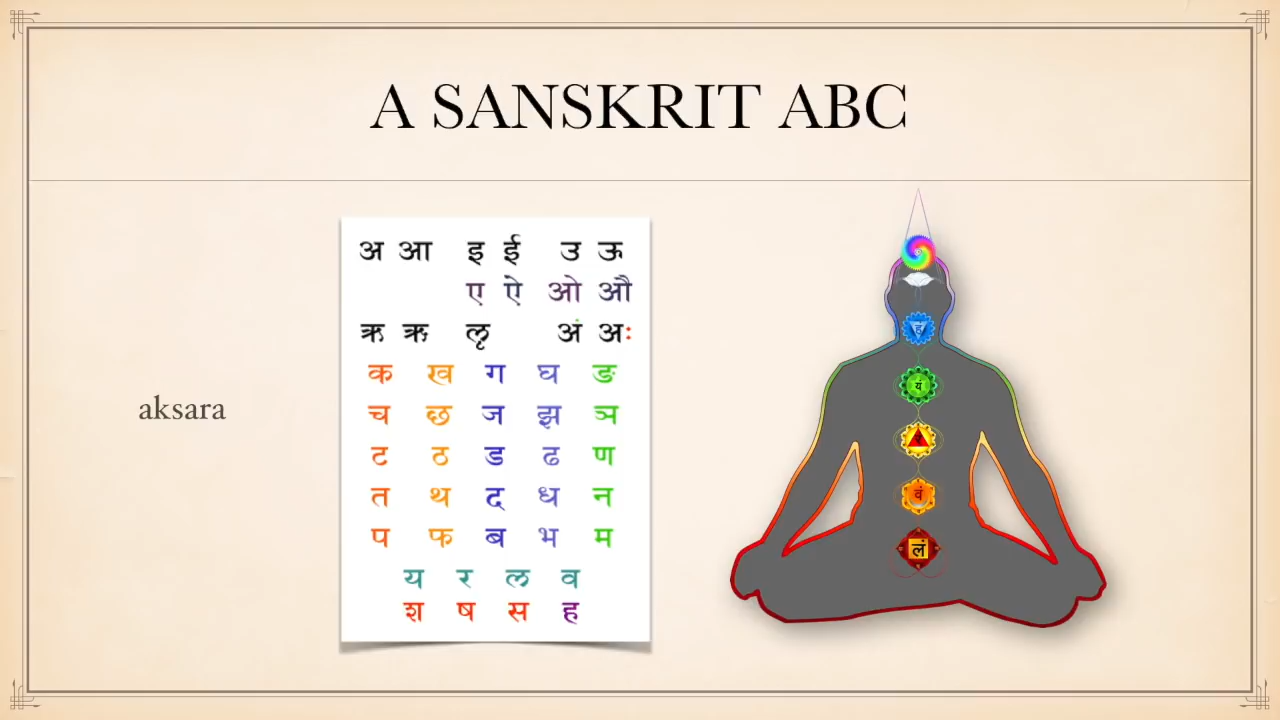 A SANSKRIT ABC
aksara
अ आ इ ई उ ऊ
ए ऐ ओ औ
ऋ ॠ ऌ अं अः
क ख ग घ ङ
च छ ज झ ञ
ट ठ ड ढ ण
त थ द ध न
प फ ब भ म
य र ल व
श ष स ह
हं
यं
रं
वं
लं